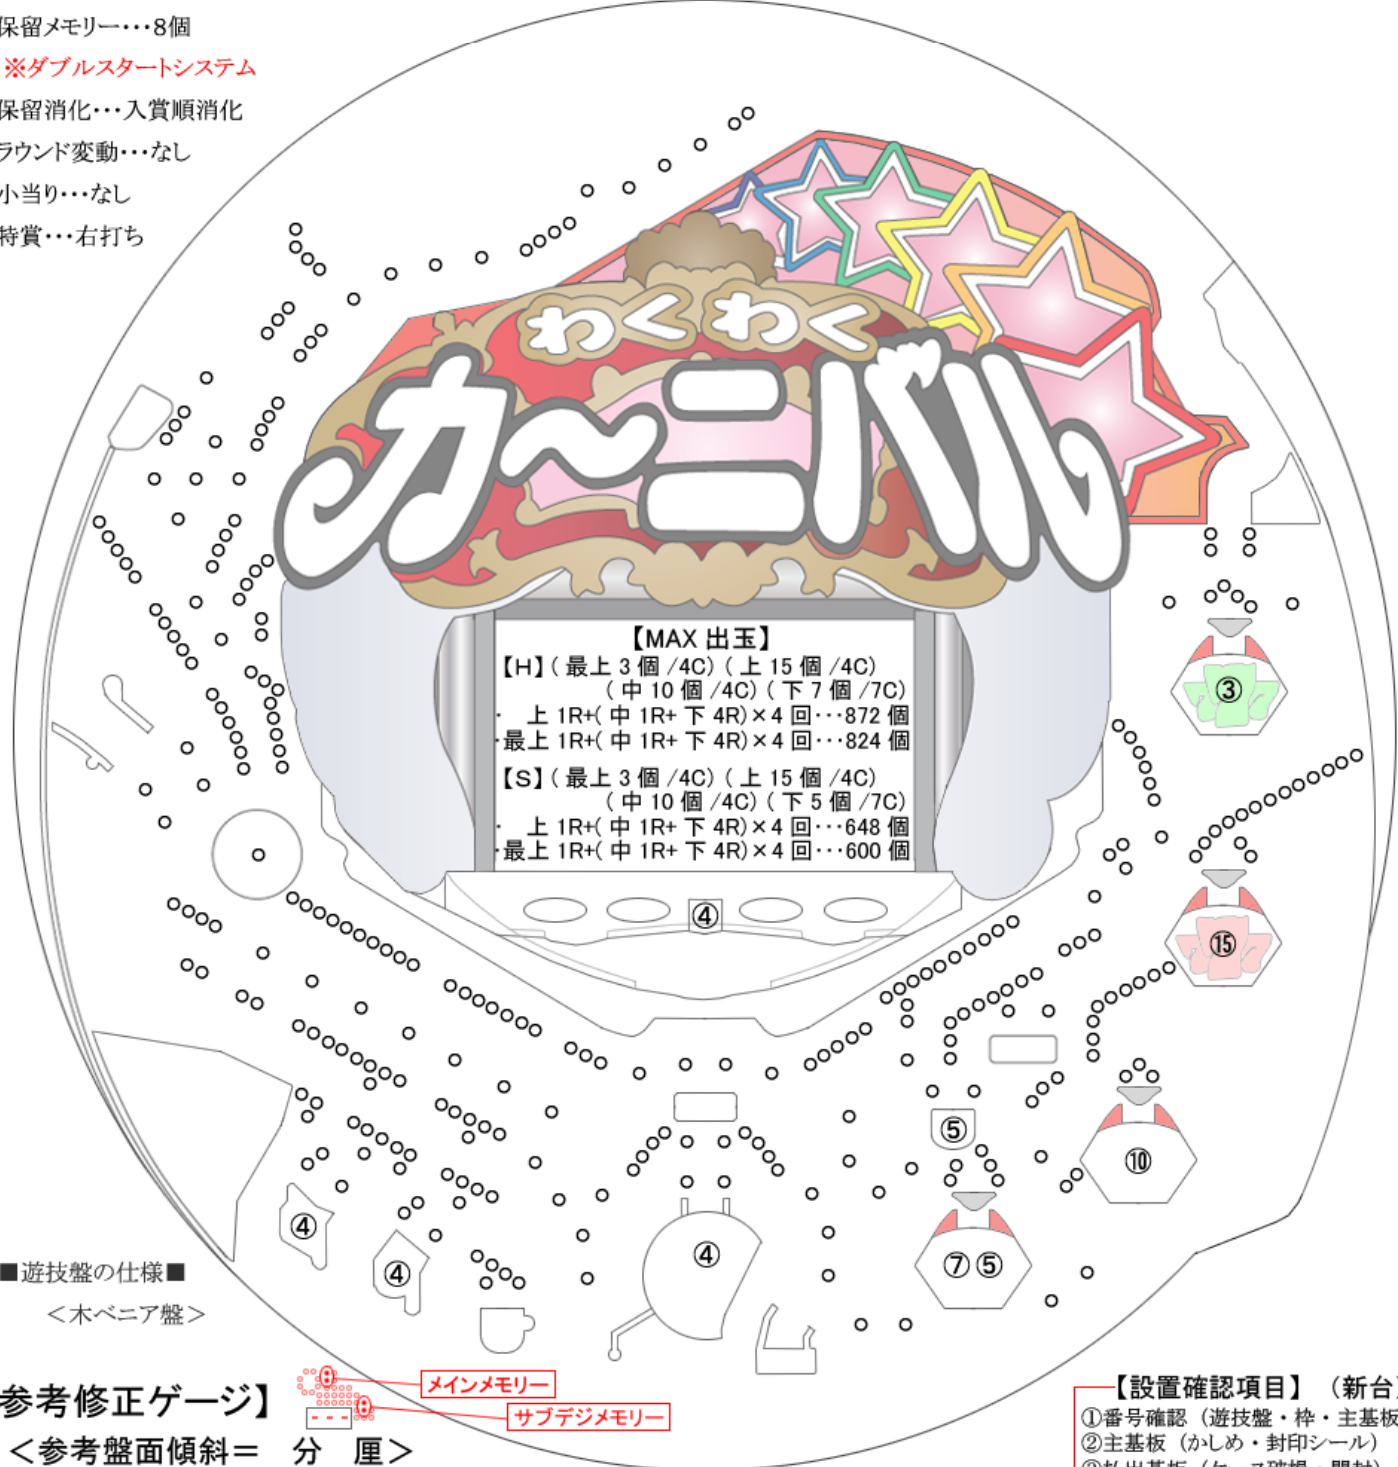 保留メモリー･･･8個
※ダブルスタートシステム
保留消化･･･入賞順消化
ラウンド変動･･･なし
小当り･･･なし
特賞･･･右打ち
わくわく
カ〜ニバル
【MAX 出玉】
【H】( 最上 3 個 /4C) ( 上 15 個 /4C)
( 中 10 個 /4C) ( 下 7 個 /7C)
･ 上 1R+( 中 1R+ 下 4R)×4 回･･･872 個
･最上 1R+( 中 1R+ 下 4R)×4 回･･･824 個
【S】( 最上 3 個 /4C) ( 上 15 個 /4C)
( 中 10 個 /4C) ( 下 5 個 /7C)
･ 上 1R+( 中 1R+ 下 4R)×4 回･･･648 個
･最上 1R+( 中 1R+ 下 4R)×4 回･･･600 個
③
④
⑮
⑤
⑩
④
④
④
⑦⑤
■遊技盤の仕様■
＜木ベニア盤＞
参考修正ゲージ】
メインメモリー
サブデジメモリー
＜参考盤面傾斜＝ 分 厘＞
【設置確認項目】（新台）
①番号確認（遊技盤・枠・主基板
②主基板（かしめ・封印シール）